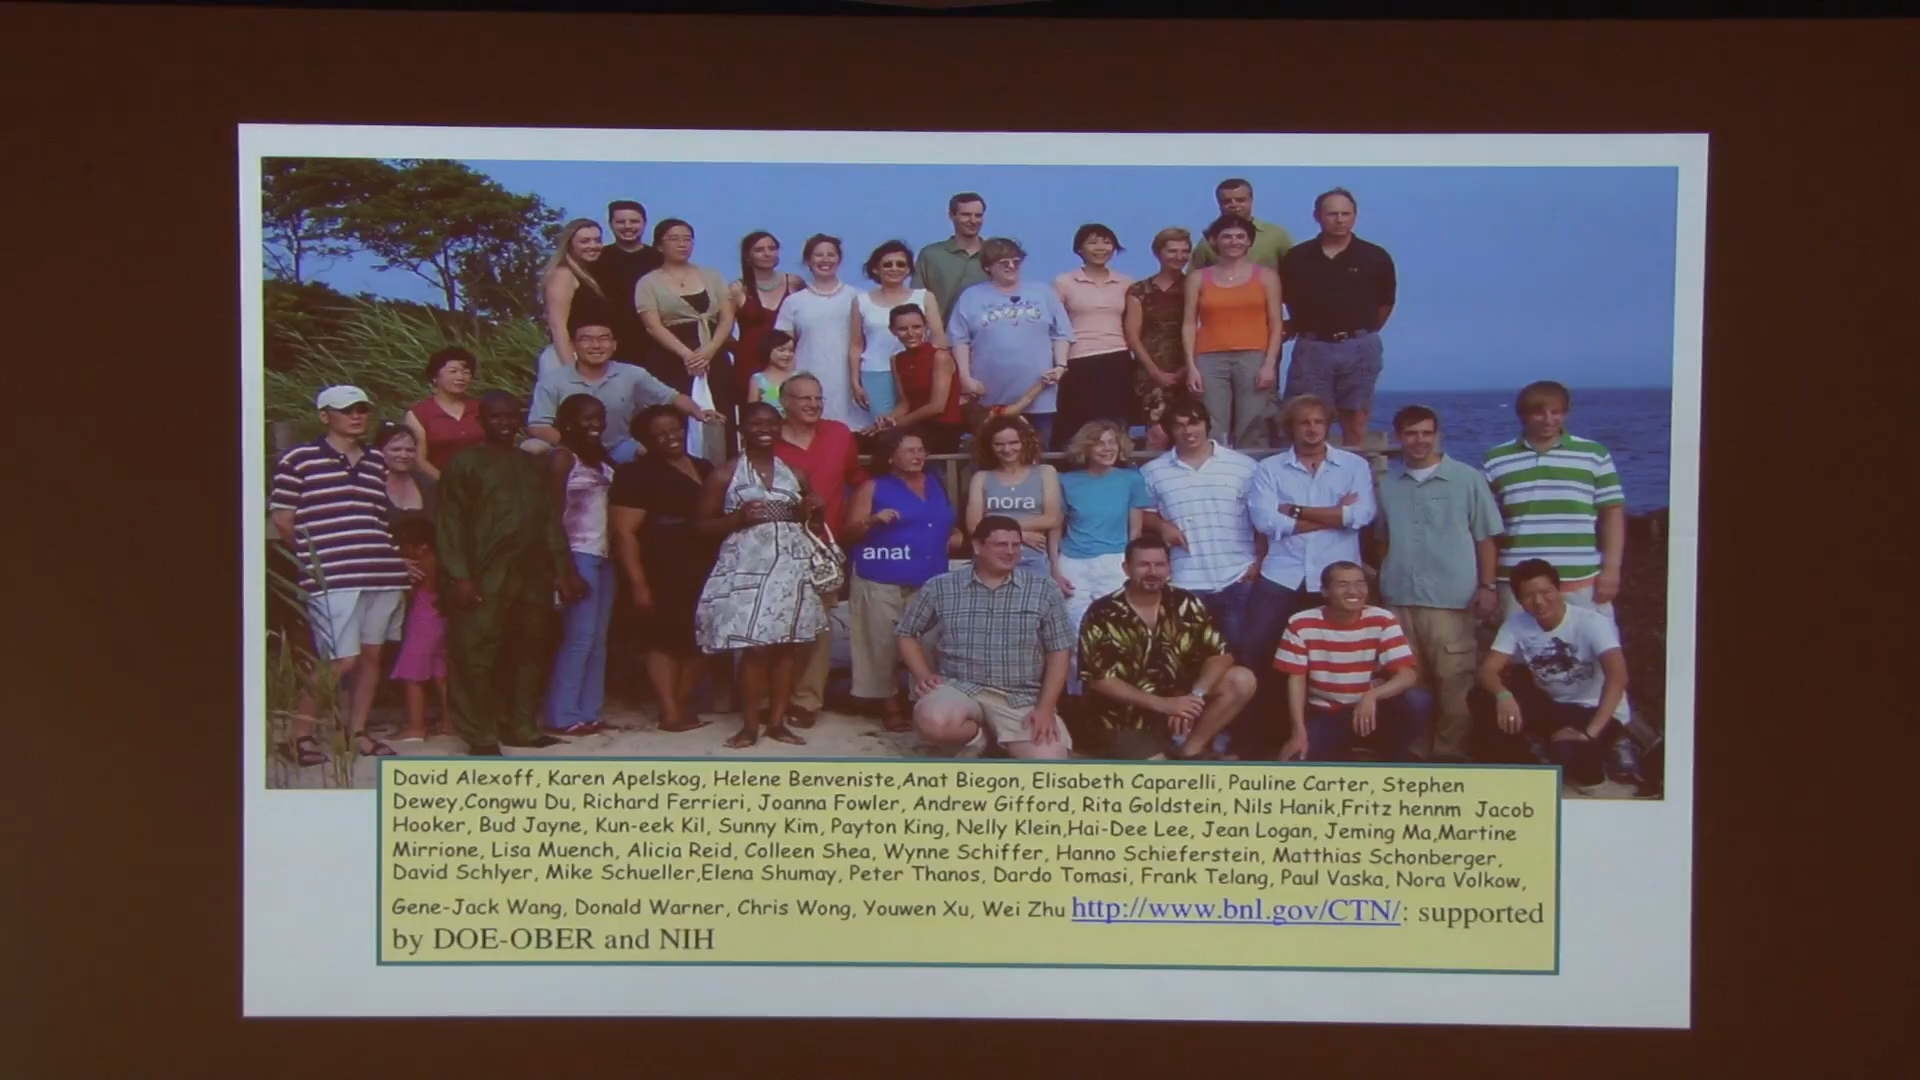 nora
anat
David Alexoff, Karen Apelskog, Helene Benveniste,Anat Biegon, Elisabeth Caparelli, Pauline Carter, Stephen
Dewey,Congwu Du, Richard Ferrieri, Joanna Fowler, Andrew Gifford, Rita Goldstein, Nils Hanik,Fritz hennm Jacob
Hooker, Bud Jayne, Kun-eek Kil, Sunny Kim, Payton King, Nelly Klein,Hai-Dee Lee, Jean Logan, Jeming Ma,Martine
Mirrione, Lisa Muench, Alicia Reid, Colleen Shea, Wynne Schiffer, Hanno Schieferstein, Matthias Schonberger,
David Schlyer, Mike Schueller,Elena Shumay, Peter Thanos, Dardo Tomasi, Frank Telang, Paul Vaska, Nora Volkow,
Gene-Jack Wang, Donald Warner, Chris Wong, Youwen Xu, Wei Zhu http://www.bnl.gov/CTN/: supported
by DOE-OBER and NIH